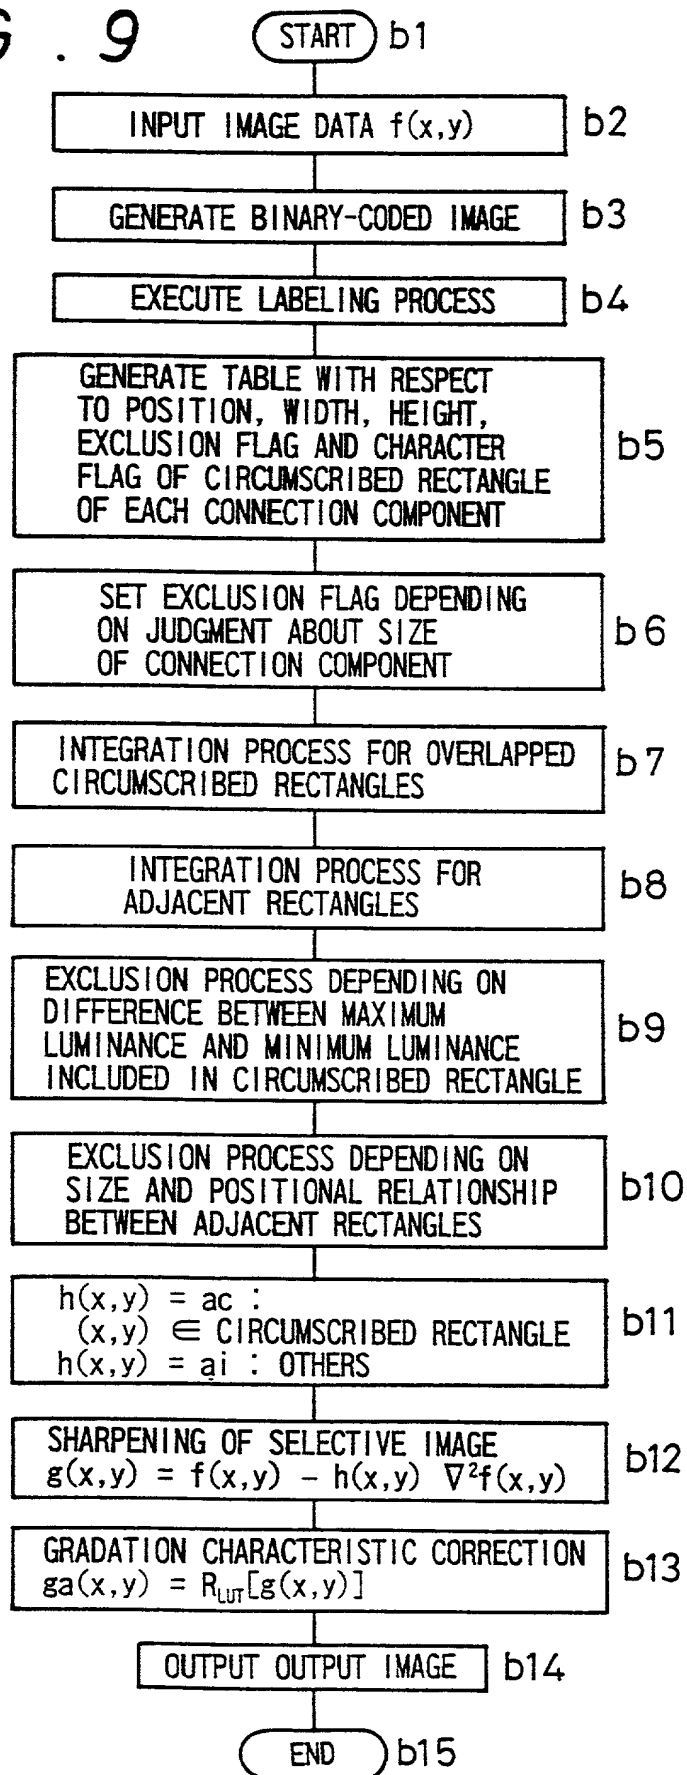 G . 9
START b1
INPUT IMAGE DATA f(x,y) b2
GENERATE BINARY-CODED IMAGE b3
EXECUTE LABELING PROCESS b4
GENERATE TABLE WITH RESPECT
TO POSITION, WIDTH, HEIGHT,
EXCLUSION FLAG AND CHARACTER
FLAG OF CIRCUMSCRIBED RECTANGLE
OF EACH CONNECTION COMPONENT
b5
SET EXCLUSION FLAG DEPENDING
ON JUDGMENT ABOUT SIZE
OF CONNECTION COMPONENT
b6
INTEGRATION PROCESS FOR OVERLAPPED
CIRCUMSCRIBED RECTANGLES
b7
INTEGRATION PROCESS FOR
ADJACENT RECTANGLES
b8
EXCLUSION PROCESS DEPENDING ON
DIFFERENCE BETWEEN MAXIMUM
LUMINANCE AND MINIMUM LUMINANCE
INCLUDED IN CIRCUMSCRIBED RECTANGLE
b9
EXCLUSION PROCESS DEPENDING ON
SIZE AND POSITIONAL RELATIONSHIP
BETWEEN ADJACENT RECTANGLES
b10
h(x,y) = ac :
(x,y) ∈ CIRCUMSCRIBED RECTANGLE
h(x,y) = ai : OTHERS
b11
SHARPENING OF SELECTIVE IMAGE
g(x,y) = f(x,y) − h(x,y) ∇²f(x,y)
b12
GRADATION CHARACTERISTIC CORRECTION
ga(x,y) = R_LUT[g(x,y)]
b13
OUTPUT OUTPUT IMAGE b14
END b15